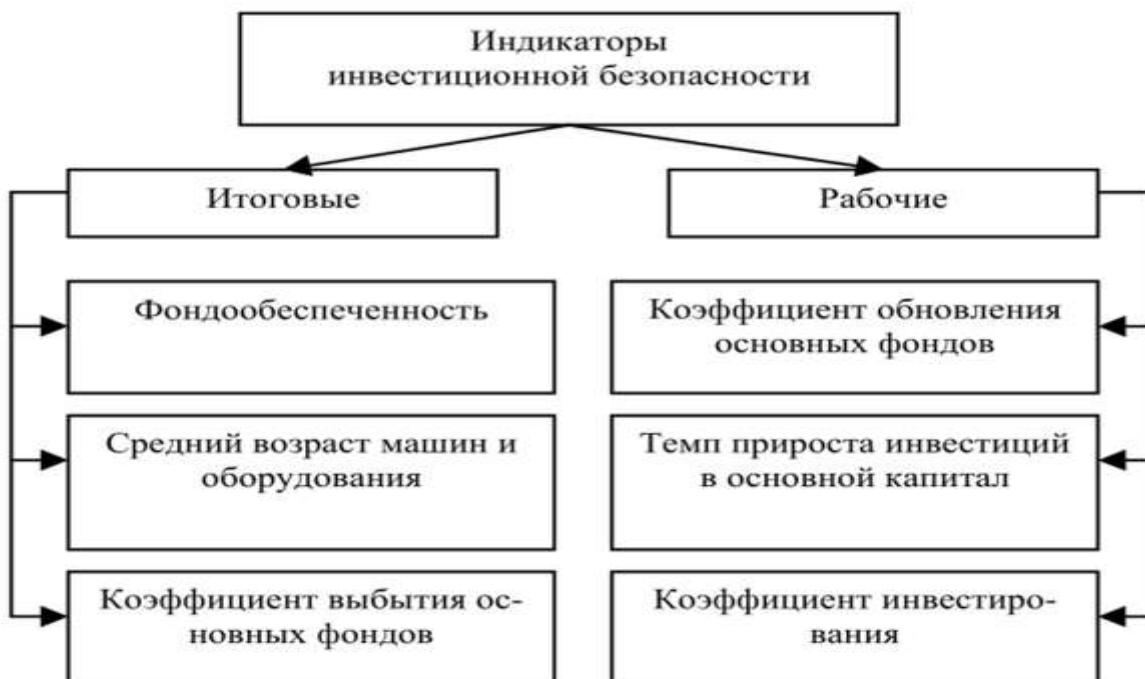 Индикаторы
инвестиционной безопасности
Итоговые
Рабочие
Фондообеспеченность
Коэффициент обновления
основных фондов
Средний возраст машин и
оборудования
Темп прироста инвестиций
в основной капитал
Коэффициент выбытия ос-
новных фондов
Коэффициент инвестиро-
вания